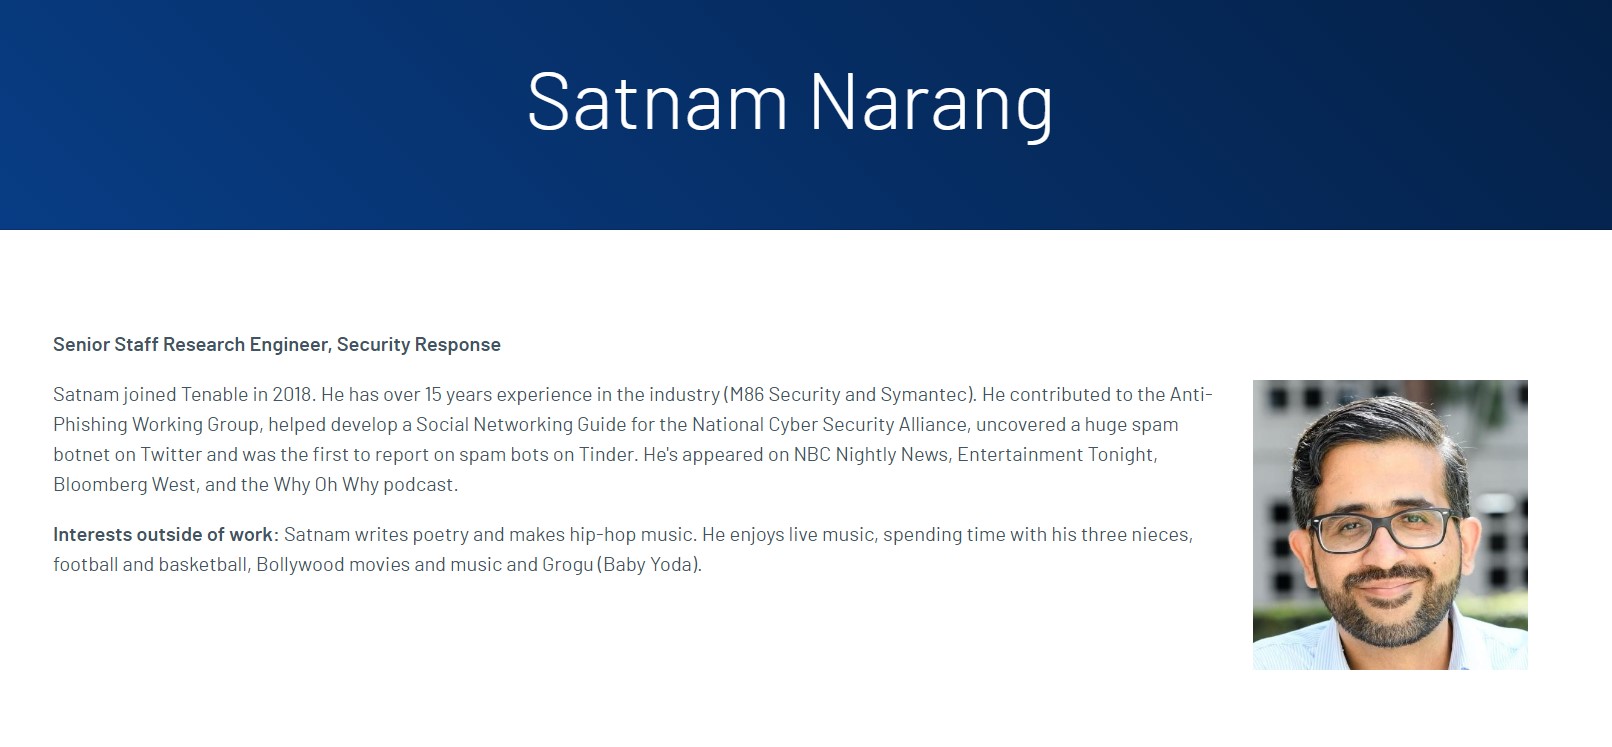 Satnam Narang
Senior Staff Research Engineer, Security Response
Satnam joined Tenable in 2018. He has over 15 years experience in the industry (M86 Security and Symantec). He contributed to the Anti-
Phishing Working Group, helped develop a Social Networking Guide for the National Cyber Security Alliance, uncovered a huge spam
botnet on Twitter and was the first to report on spam bots on Tinder. He's appeared on NBC Nightly News, Entertainment Tonight,
Bloomberg West, and the Why Oh Why podcast.
Interests outside of work: Satnam writes poetry and makes hip-hop music. He enjoys live music, spending time with his three nieces,
football and basketball, Bollywood movies and music and Grogu (Baby Yoda).